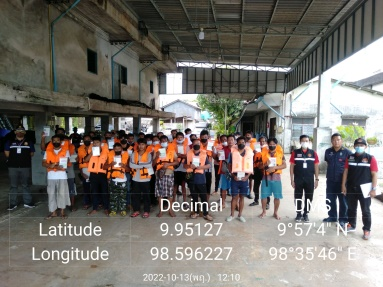 Decimal DMS
Latitude 9.95127 9°57'4" N
Longitude 98.596227 98°35'46" E
2022-10-13(พฤ.) 12:10